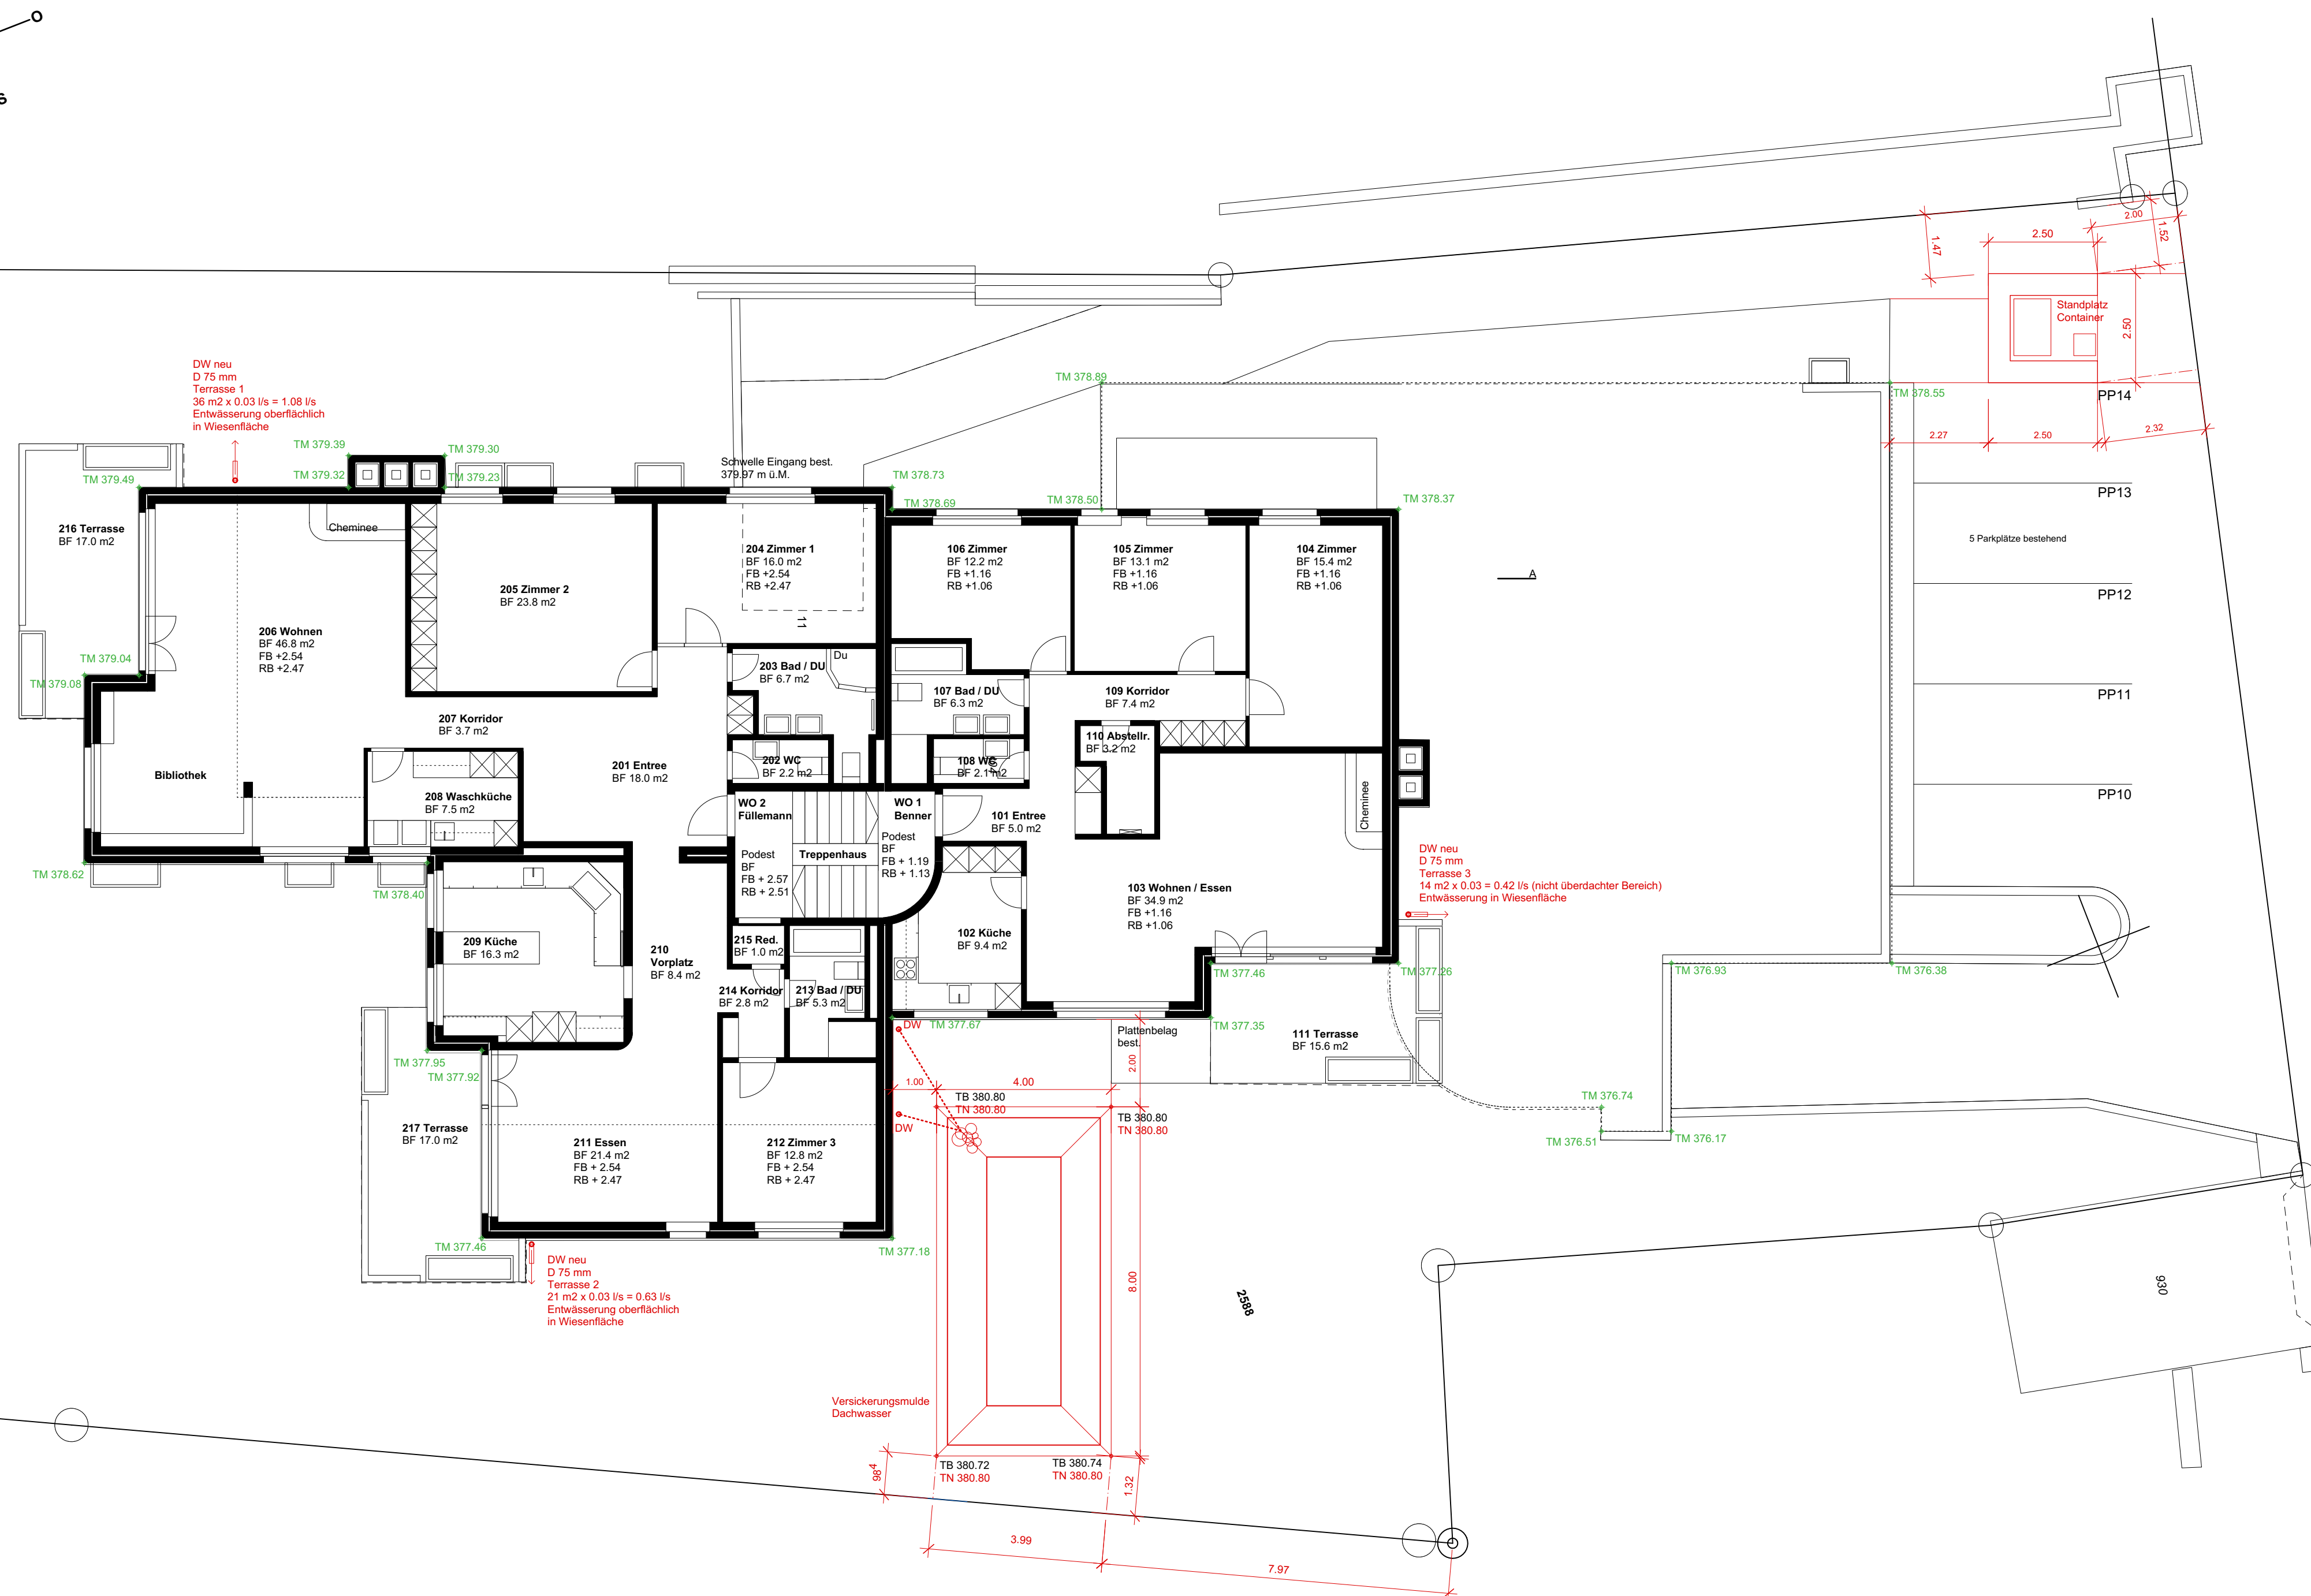 O
S
1.47
2.00
1.52
2.50
Standplatz
Container
2.50
PP14
2.27
2.50
2.32
PP13
5 Parkplätze bestehend
PP12
PP11
PP10
DW neu
D 75 mm
Terrasse 1
36 m2 x 0.03 l/s = 1.08 l/s
Entwässerung oberflächlich
in Wiesenfläche
TM 378.89
TM 378.55
TM 379.39
TM 379.30
TM 379.32
TM 379.23
TM 379.49
Schwelle Eingang best.
379.97 m ü.M.
TM 378.73
TM 378.69
TM 378.50
TM 378.37
216 Terrasse
BF 17.0 m2
Cheminee
204 Zimmer 1
BF 16.0 m2
FB +2.54
RB +2.47
106 Zimmer
BF 12.2 m2
FB +1.16
RB +1.06
105 Zimmer
BF 13.1 m2
FB +1.16
RB +1.06
104 Zimmer
BF 15.4 m2
FB +1.16
RB +1.06
A
205 Zimmer 2
BF 23.8 m2
11
206 Wohnen
BF 46.8 m2
FB +2.54
RB +2.47
TM 379.04
TM 379.08
Du
203 Bad / DU
BF 6.7 m2
107 Bad / DU
BF 6.3 m2
109 Korridor
BF 7.4 m2
207 Korridor
BF 3.7 m2
110 Abstellr.
BF 3.2 m2
Bibliothek
201 Entree
BF 18.0 m2
202 WC
BF 2.2 m2
108 WC
BF 2.1 m2
208 Waschküche
BF 7.5 m2
WO 2
Füllemann
WO 1
Benner
101 Entree
BF 5.0 m2
Cheminee
Podest
BF
FB + 2.57
RB + 2.51
Treppenhaus
Podest
BF
FB + 1.19
RB + 1.13
TM 378.62
TM 378.40
DW neu
D 75 mm
Terrasse 3
14 m2 x 0.03 = 0.42 l/s (nicht überdachter Bereich)
Entwässerung in Wiesenfläche
103 Wohnen / Essen
BF 34.9 m2
FB +1.16
RB +1.06
209 Küche
BF 16.3 m2
210
Vorplatz
BF 8.4 m2
215 Red.
BF 1.0 m2
102 Küche
BF 9.4 m2
214 Korridor
BF 2.8 m2
213 Bad / DU
BF 5.3 m2
TM 377.46
TM 377.26
TM 376.93
TM 376.38
DW
TM 377.67
TM 377.35
Plattenbelag
best.
111 Terrasse
BF 15.6 m2
TM 377.95
TM 377.92
1.00
4.00
2.00
TB 380.80
TN 380.80
TB 380.80
TN 380.80
DW
TM 376.74
TM 376.51
TM 376.17
217 Terrasse
BF 17.0 m2
211 Essen
BF 21.4 m2
FB + 2.54
RB + 2.47
212 Zimmer 3
BF 12.8 m2
FB + 2.54
RB + 2.47
TM 377.46
TM 377.18
DW neu
D 75 mm
Terrasse 2
21 m2 x 0.03 l/s = 0.63 l/s
Entwässerung oberflächlich
in Wiesenfläche
8.00
2588
930
Versickerungsmulde
Dachwasser
TB 380.72
TN 380.80
TB 380.74
TN 380.80
98⁴
1.32
3.99
7.97